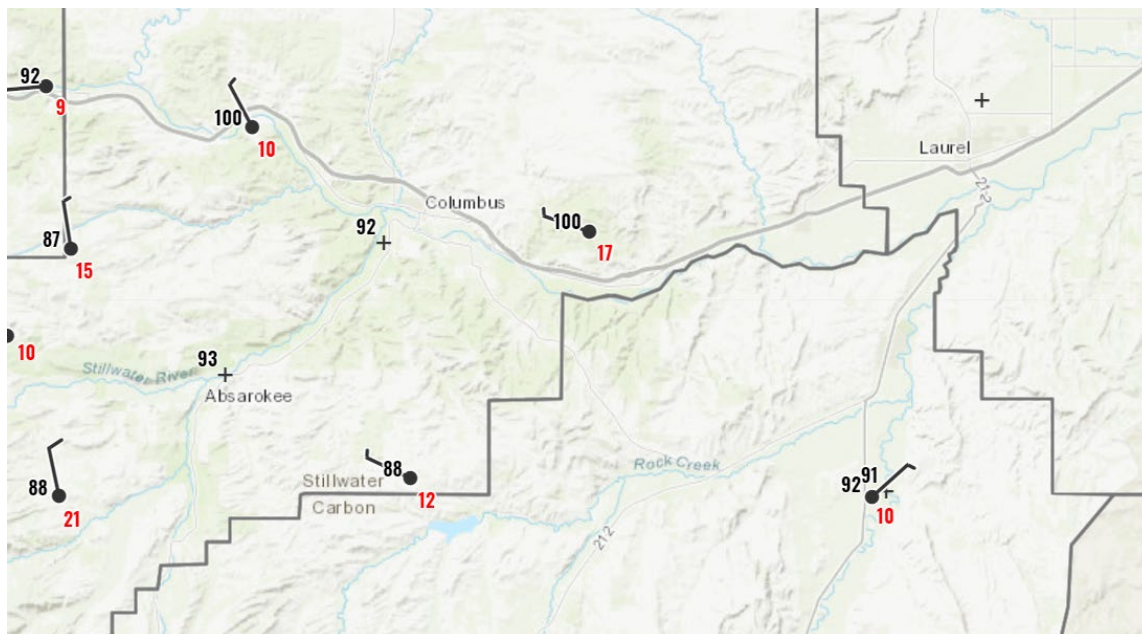 92
9
100
10
Laurel
212
Columbus
87
15
92
100
17
10
93
Stillwater River
Absarokee
88
21
88
12
Stillwater
Carbon
Rock Creek
212
91
92
10